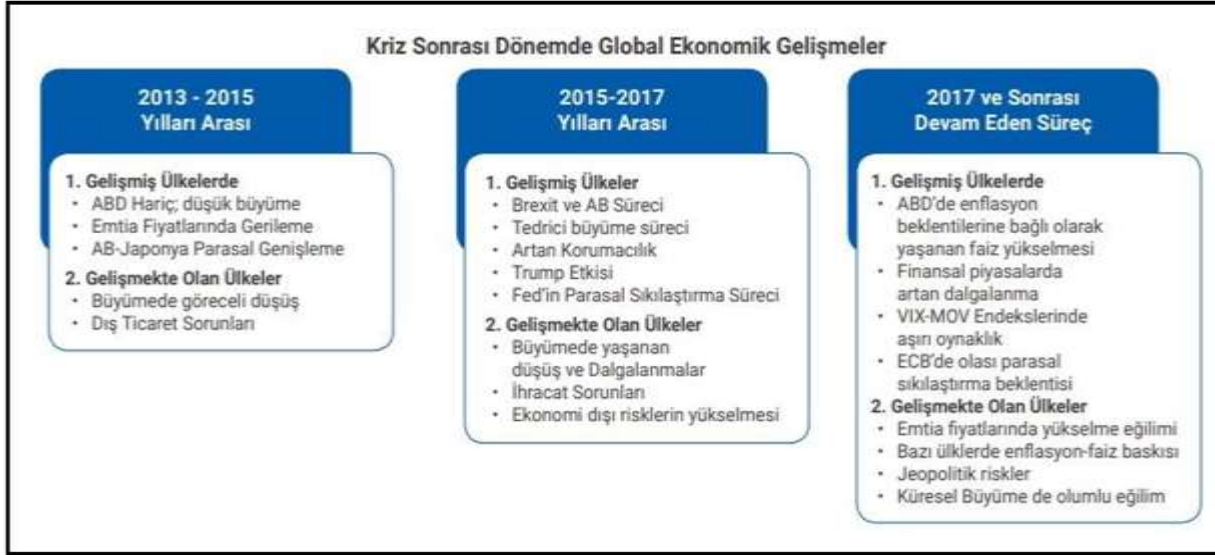 Kriz Sonrası Dönemde Global Ekonomik Gelişmeler
2013 - 2015
Yılları Arası
1. Gelişmiş Ülkelerde
• ABD Hariç; düşük büyüme
• Emtia Fiyatlarında Gerileme
• AB-Japonya Parasal Genişleme
2. Gelişmekte Olan Ülkeler
• Büyümede göreceli düşüş
• Dış Ticaret Sorunları
2015-2017
Yılları Arası
1. Gelişmiş Ülkeler
• Brexit ve AB Süreci
• Tedrici büyüme süreci
• Artan Korumacılık
• Trump Etkisi
• Fed'in Parasal Sıkılaştırma Süreci
2. Gelişmekte Olan Ülkeler
• Büyümede yaşanan
düşüş ve Dalgalanmalar
• İhracat Sorunları
• Ekonomi dışı risklerin yükselmesi
2017 ve Sonrası
Devam Eden Süreç
1. Gelişmiş Ülkelerde
• ABD'de enflasyon
beklentilerine bağlı olarak
yaşanan faiz yükselmesi
• Finansal piyasalarda
artan dalgalanma
• VIX-MOV Endekslerinde
aşırı oynaklık
• ECB'de olası parasal
sıkılaştırma beklentisi
2. Gelişmekte Olan Ülkeler
• Emtia fiyatlarında yükselme eğilimi
• Bazı ülklerde enflasyon-faiz baskısı
• Jeopolitik riskler
• Küresel Büyüme de olumlu eğilim